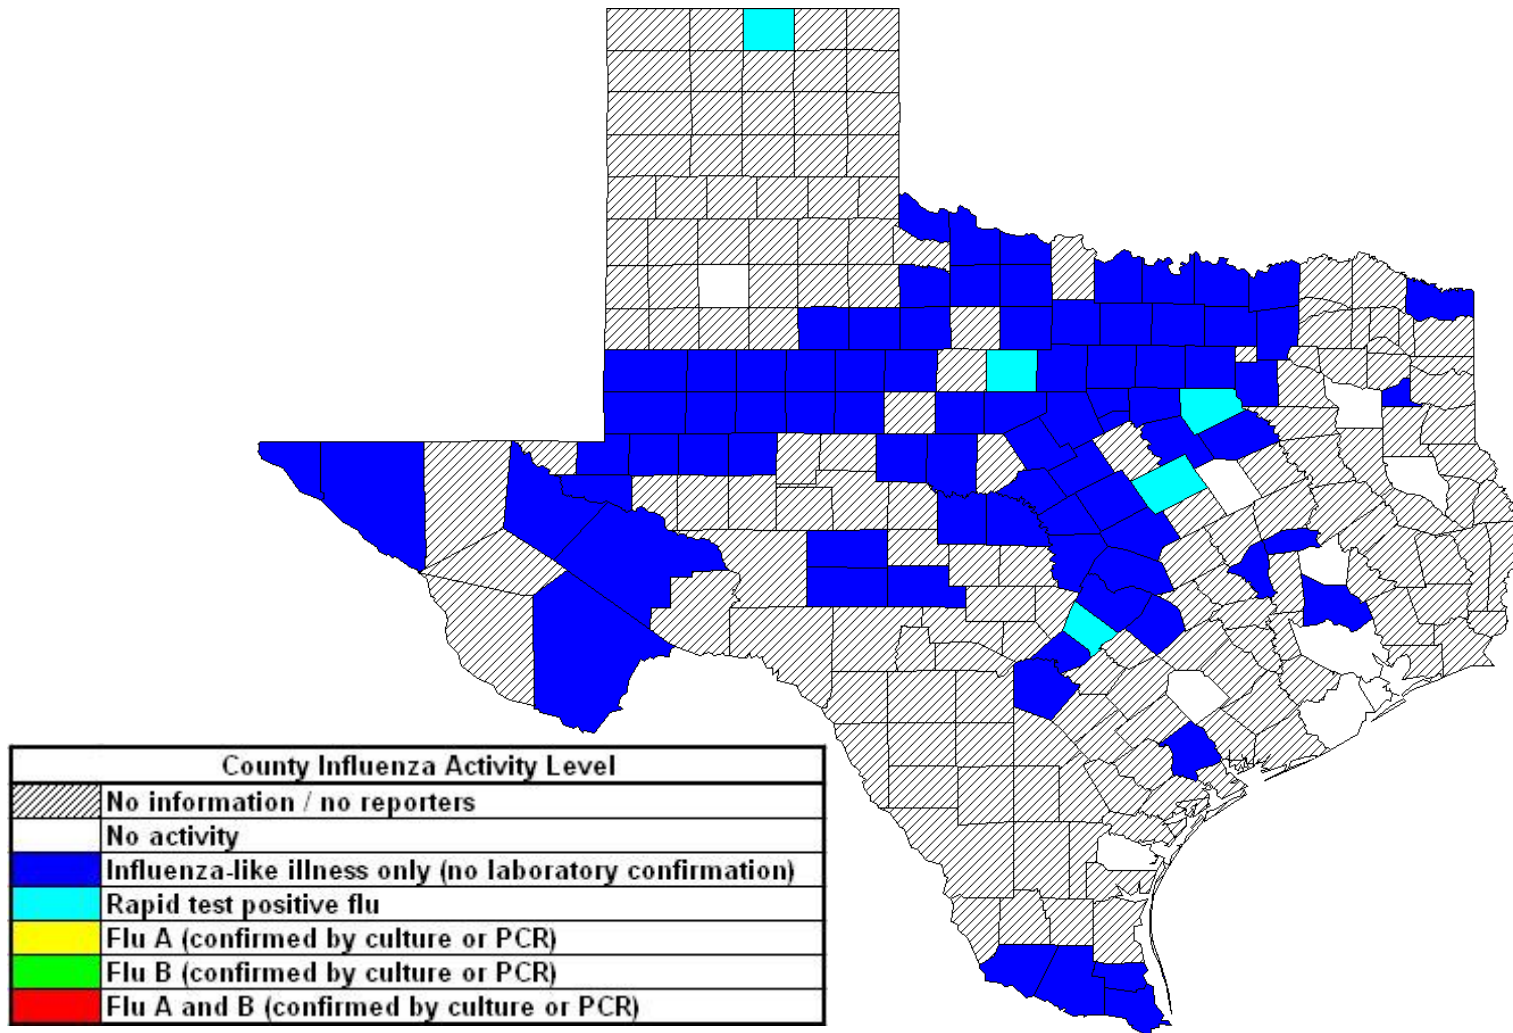 County Influenza Activity Level
No information / no reporters
No activity
Influenza-like illness only (no laboratory confirmation)
Rapid test positive flu
Flu A (confirmed by culture or PCR)
Flu B (confirmed by culture or PCR)
Flu A and B (confirmed by culture or PCR)